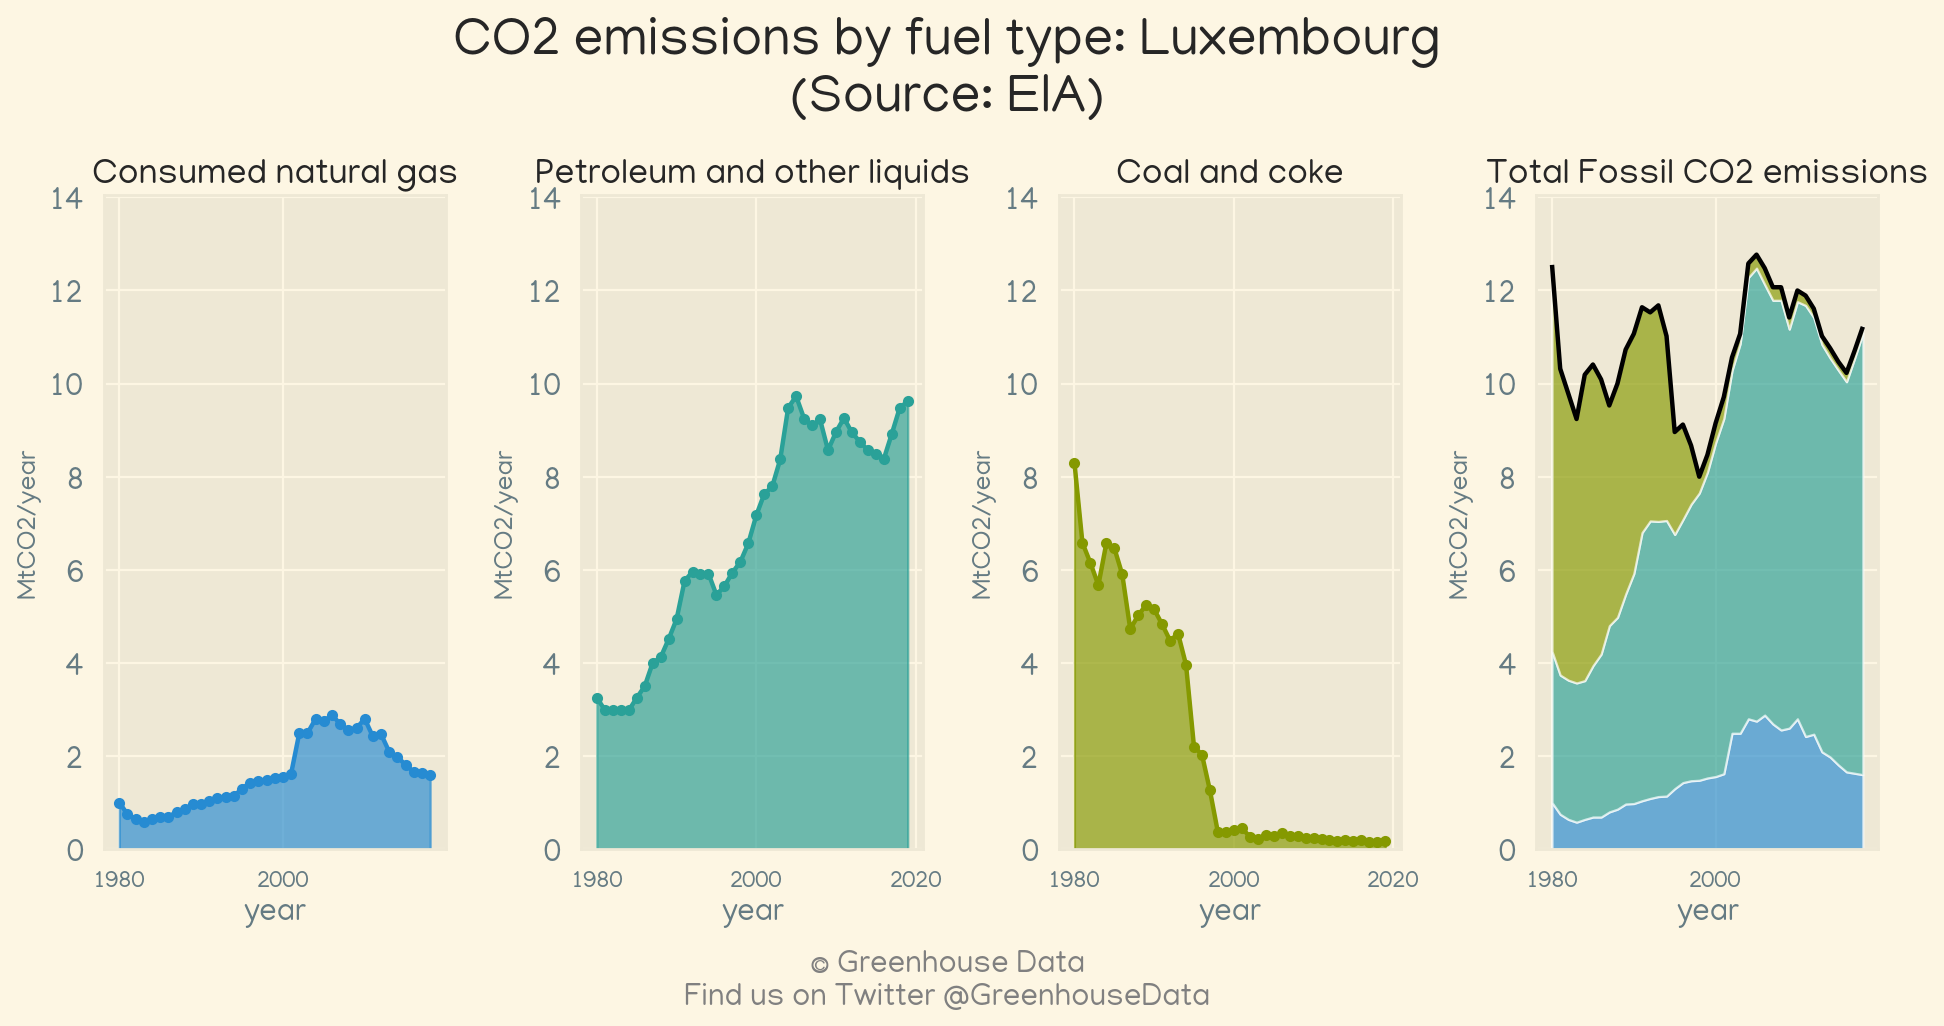 CO2 emissions by fuel type: Luxembourg
(Source: EIA)
Consumed natural gas
Petroleum and other liquids
Coal and coke
Total Fossil CO2 emissions
MtCO2/year
14
12
10
8
6
4
2
0
1980
2000
year
MtCO2/year
14
12
10
8
6
4
2
0
1980
2000
2020
year
MtCO2/year
14
12
10
8
6
4
2
0
1980
2000
2020
year
MtCO2/year
14
12
10
8
6
4
2
0
1980
2000
year
© Greenhouse Data
Find us on Twitter @GreenhouseData